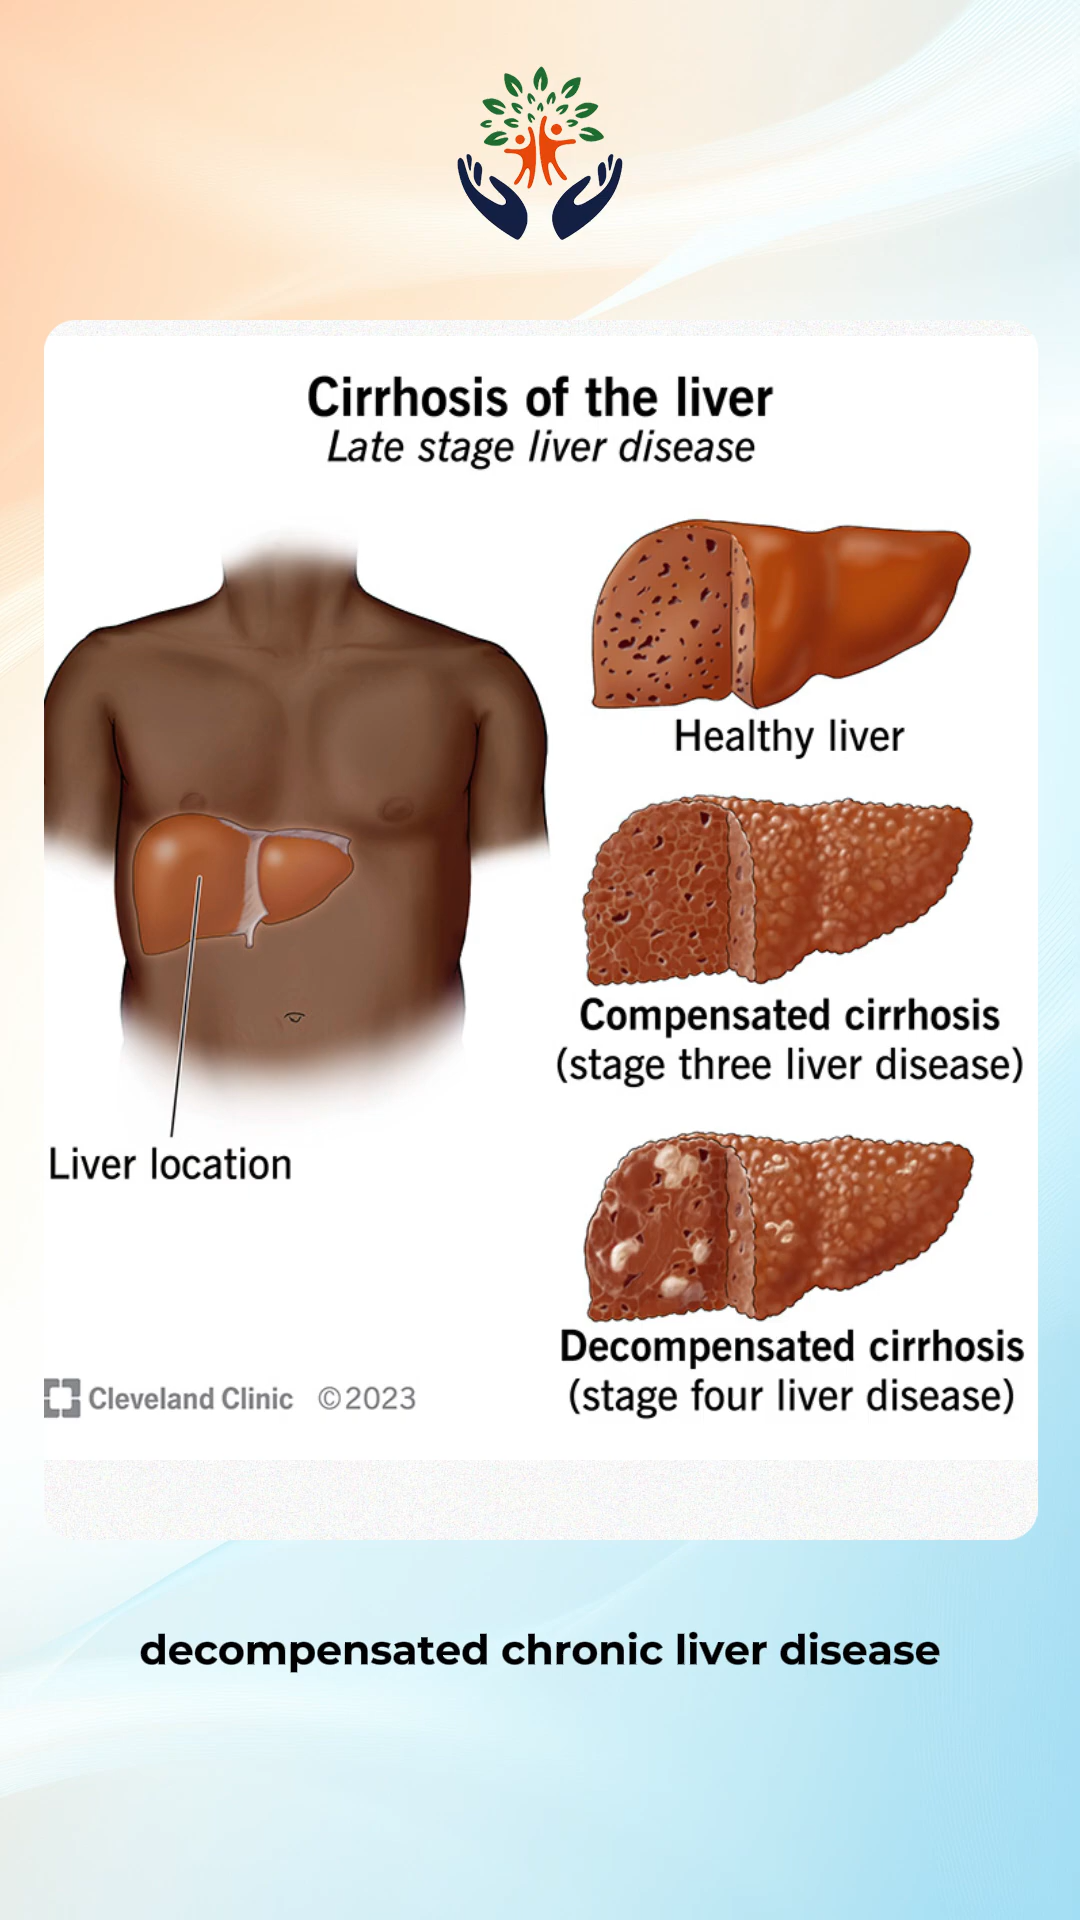 Cirrhosis of the liver
Late stage liver disease
Healthy liver
Compensated cirrhosis
(stage three liver disease)
Liver location
Decompensated cirrhosis
(stage four liver disease)
Cleveland Clinic ©2023
decompensated chronic liver disease